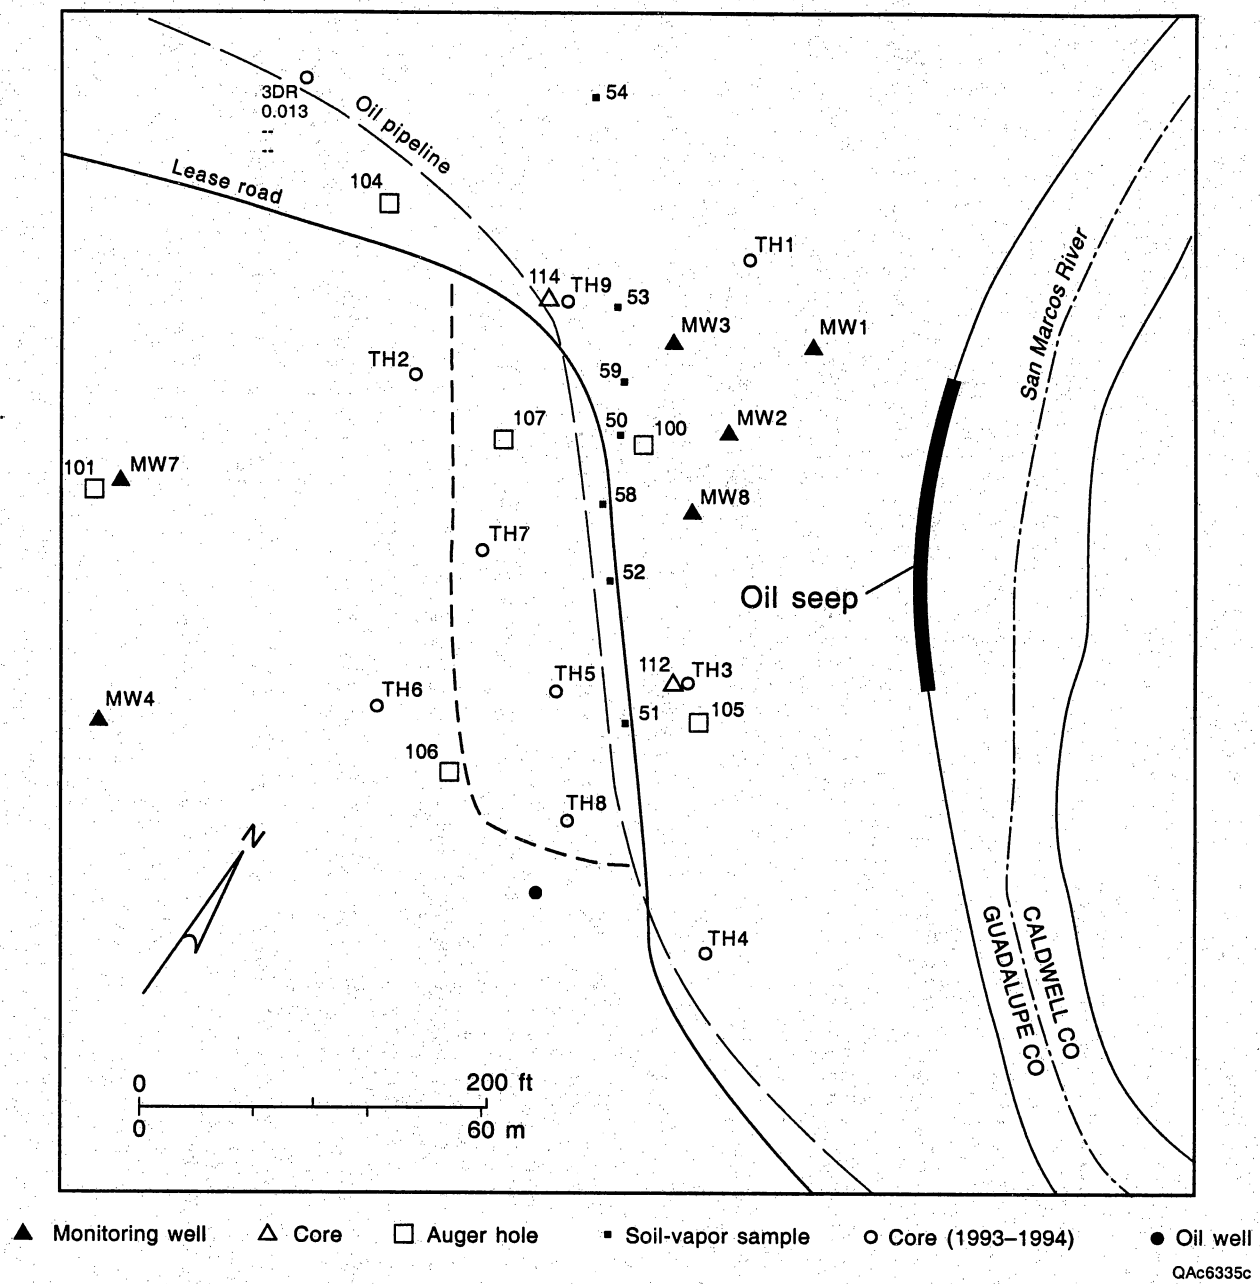 54
3DR
0.013
--
--
Oil pipeline
Lease road
104
TH1
114
TH9
53
MW3
MW1
San Marcos River
TH2
59
107
50
100
MW2
101
MW7
58
MW8
TH7
52
Oil seep
112
TH3
TH5
TH6
MW4
51
105
106
TH8
N
TH4
GUADALUPE CO
CALDWELL CO
0
200 ft
0
60 m
Monitoring well
Core
Auger hole
Soil-vapor sample
Core (1993–1994)
Oil well
QAc6335c